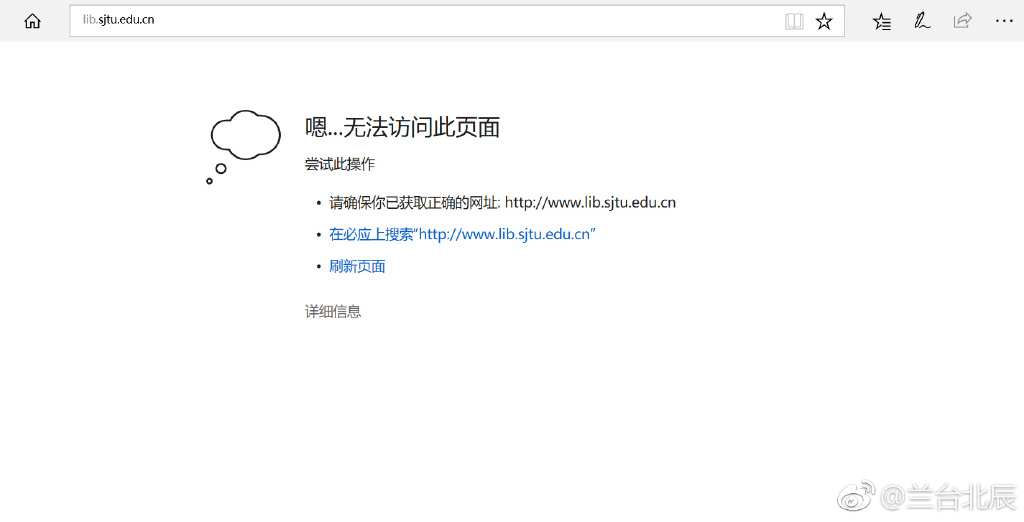 lib.sjtu.edu.cn
嗯...无法访问此页面
尝试此操作
• 请确保你已获取正确的网址: http://www.lib.sjtu.edu.cn
• 在必应上搜索“http://www.lib.sjtu.edu.cn”
• 刷新页面
详细信息
@兰台北辰